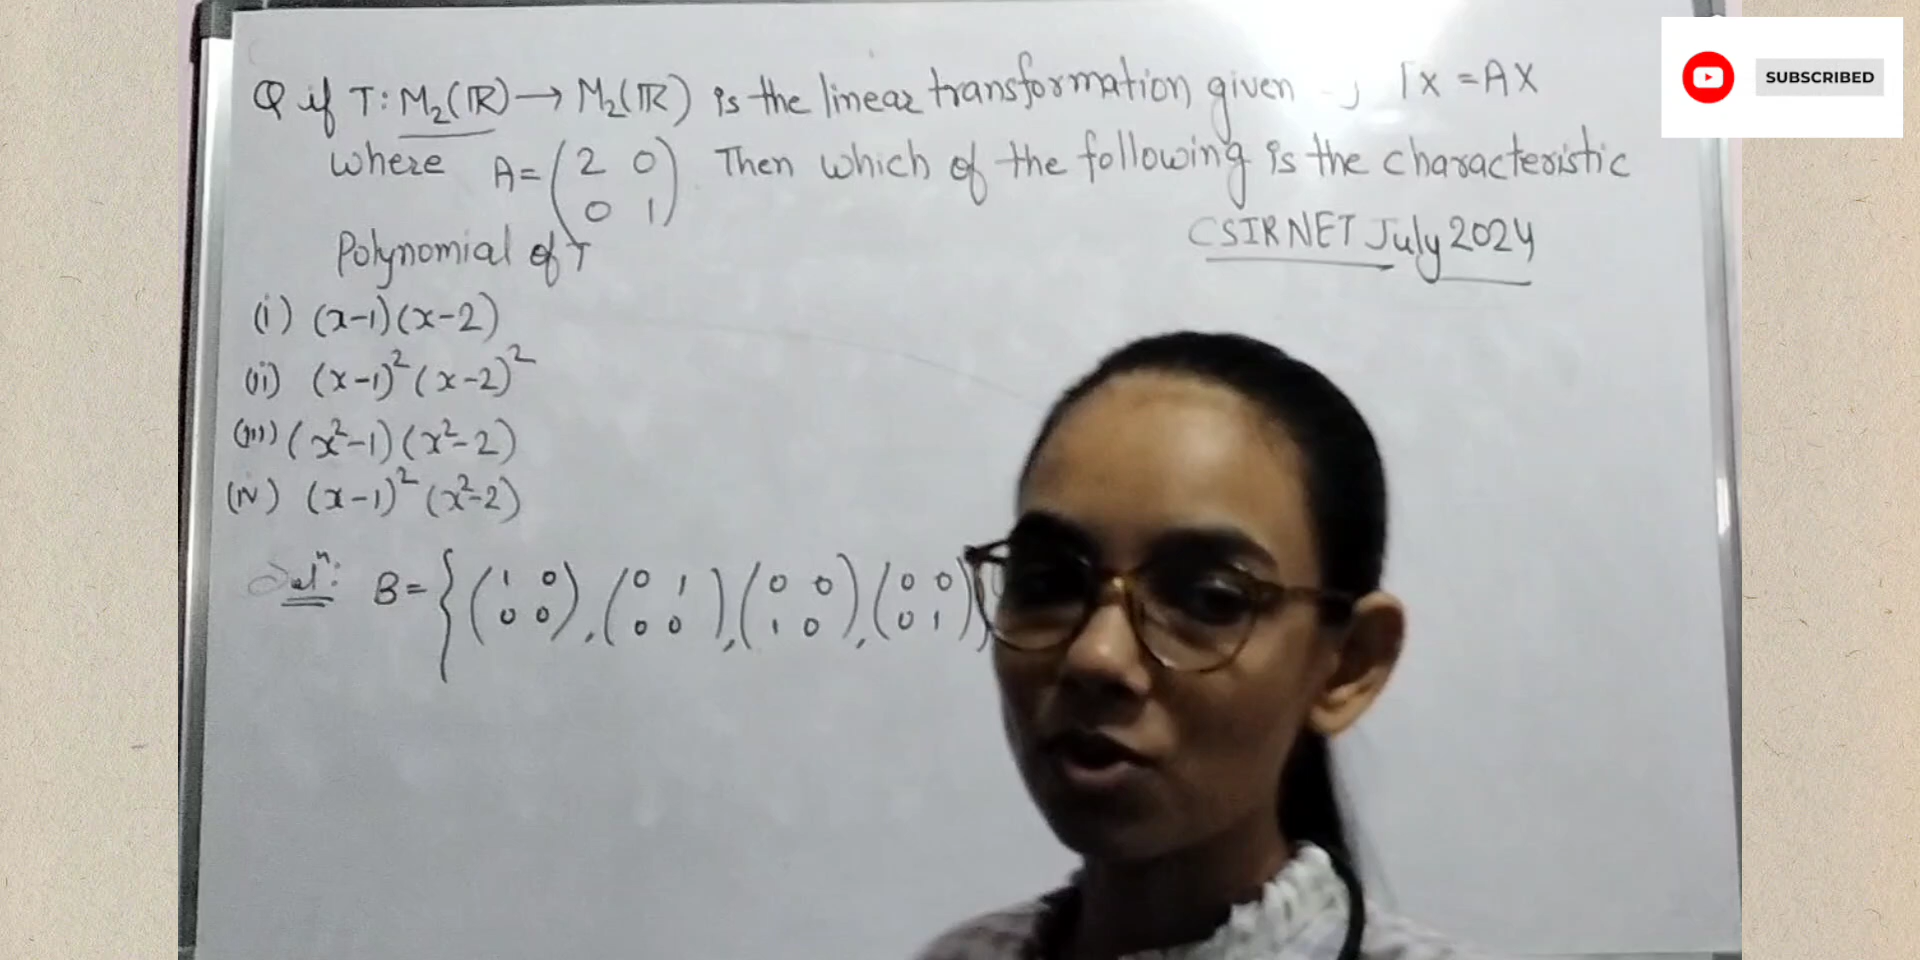 Q if T: M₂(ℝ) → M₂(ℝ) is the linear transformation given TX = AX
where A = (2 0
0 1) Then which of the following is the characteristic
Polynomial of T
CSIR NET July 2024
(i) (x-1)(x-2)
(ii) (x-1)² (x-2)²
(iii) (x²-1)(x²-2)
(iv) (x-1)² (x²-2)
Solⁿ: B = { (1 0
0 0), (0 1
0 0), (0 0
1 0), (0 0
0 1)
SUBSCRIBED